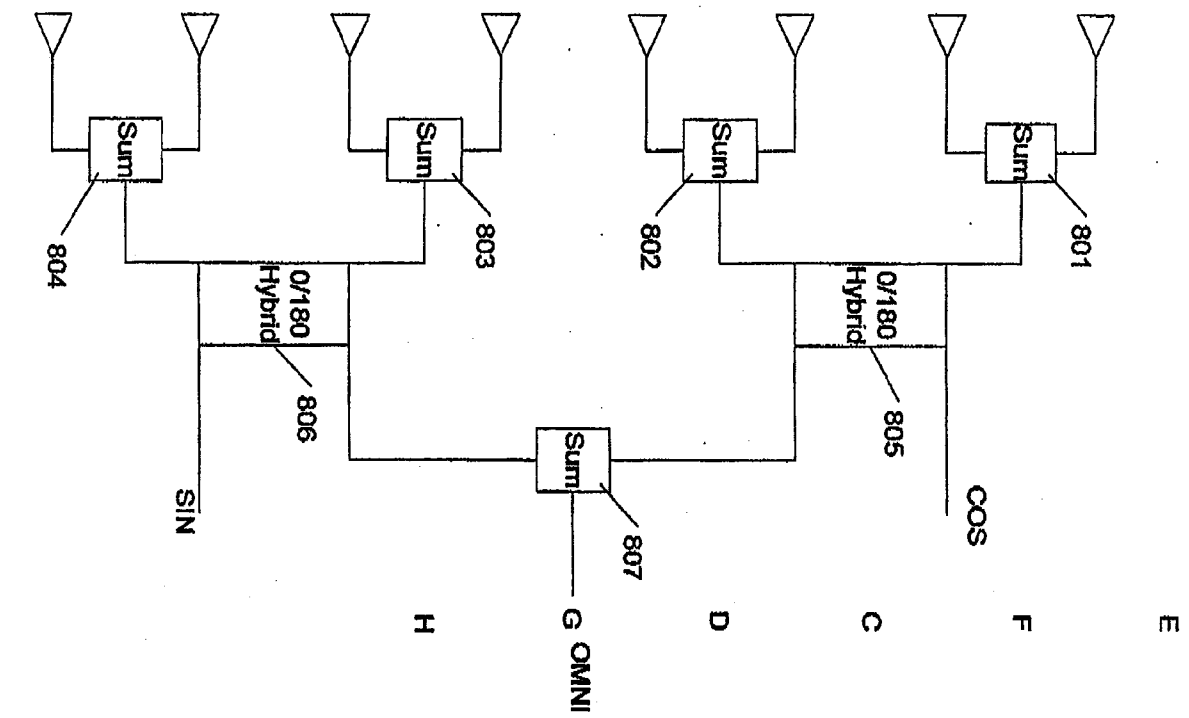 E
801
Sum
F
COS
0/180
Hybrid
805
C
Sum
D
802
807
Sum
G OMNI
803
Sum
H
0/180
Hybrid
806
SIN
Sum
804